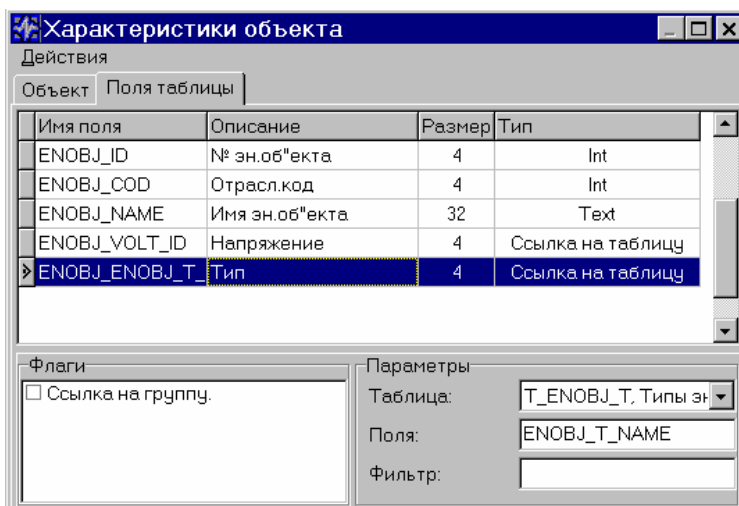 Характеристики объекта
Действия
Объект Поля таблицы
Имя поля Описание Размер Тип
ENOBJ_ID № эн.об"екта 4 Int
ENOBJ_COD Отрасл.код 4 Int
ENOBJ_NAME Имя эн.об"екта 32 Text
ENOBJ_VOLT_ID Напряжение 4 Ссылка на таблицу
ENOBJ_ENOBJ_T_ Тип 4 Ссылка на таблицу
Флаги Параметры
Ссылка на группу. Таблица: T_ENOBJ_T, Типы эн
Поля: ENOBJ_T_NAME
Фильтр: